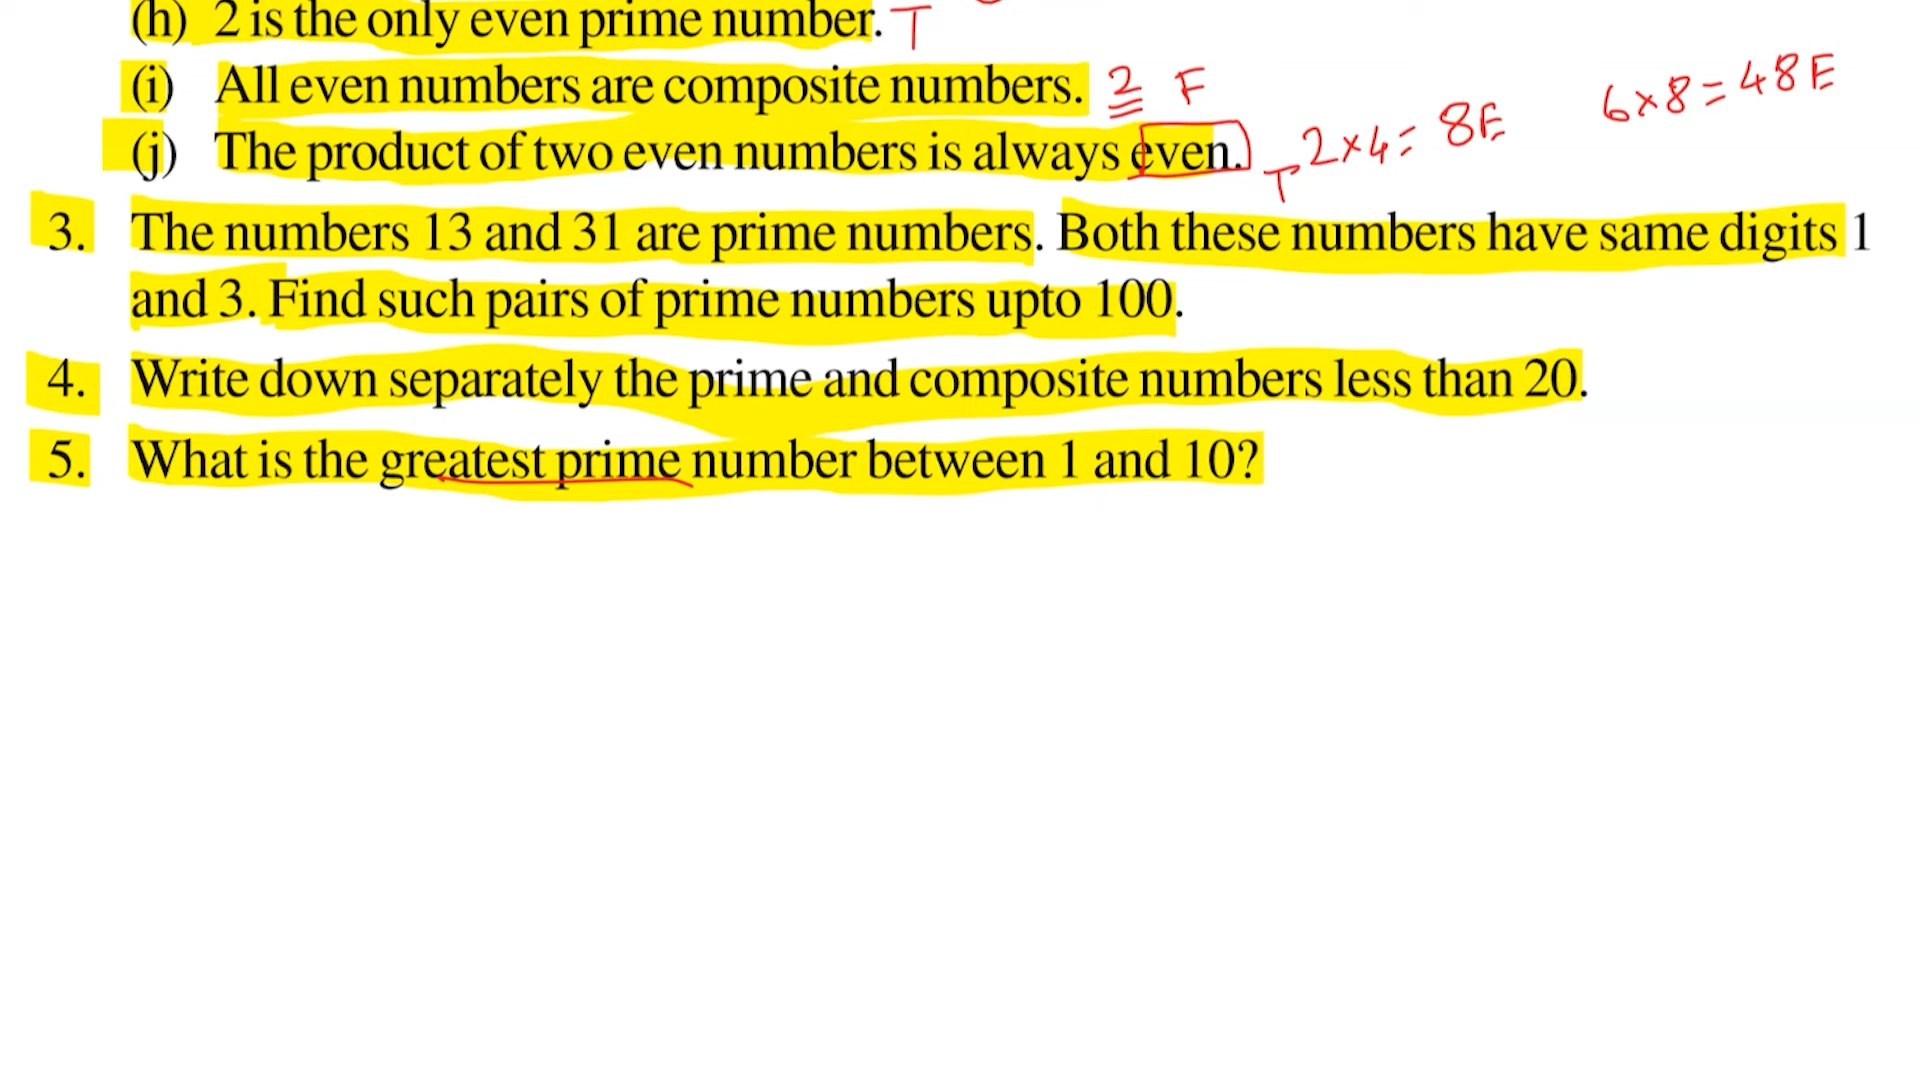 (h) 2 is the only even prime number. T
(i) All even numbers are composite numbers. 2 F
(j) The product of two even numbers is always even. T 2×4= 8E 6×8=48E
3. The numbers 13 and 31 are prime numbers. Both these numbers have same digits 1
and 3. Find such pairs of prime numbers upto 100.
4. Write down separately the prime and composite numbers less than 20.
5. What is the greatest prime number between 1 and 10?